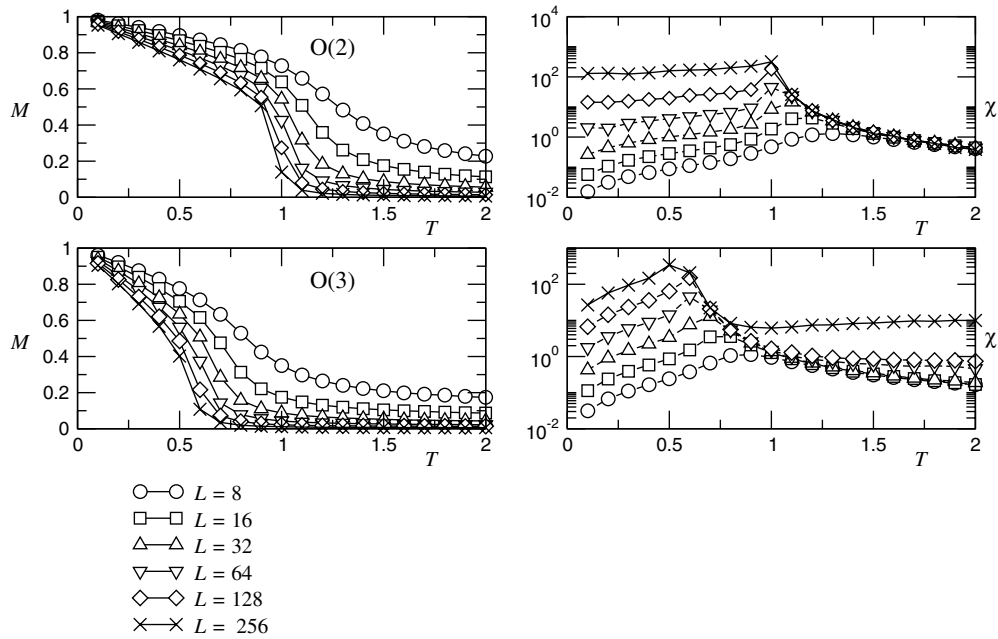 1
0.8
0.6
0.4
0.2
0
M
O(2)
0 0.5 1 1.5 2
T
10^4
10^2
10^0
10^-2
χ
0 0.5 1 1.5 2
T
1
0.8
0.6
0.4
0.2
0
M
O(3)
0 0.5 1 1.5 2
T
10^2
10^0
10^-2
χ
0 0.5 1 1.5 2
T
L = 8
L = 16
L = 32
L = 64
L = 128
L = 256